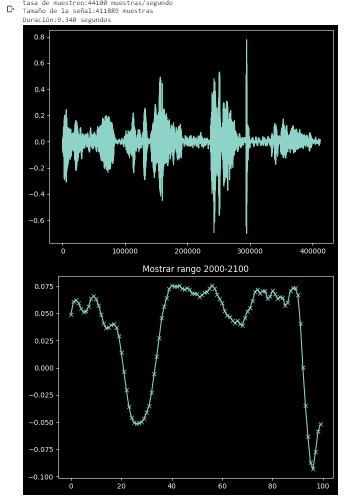 tasa de muestreo:44100 muestras/segundo
Tamaño de la señal:411889 muestras
Duración:9.340 segundos
0.8
0.6
0.4
0.2
0.0
−0.2
−0.4
−0.6
0 100000 200000 300000 400000
Mostrar rango 2000-2100
0.075
0.050
0.025
0.000
−0.025
−0.050
−0.075
−0.100
0 20 40 60 80 100